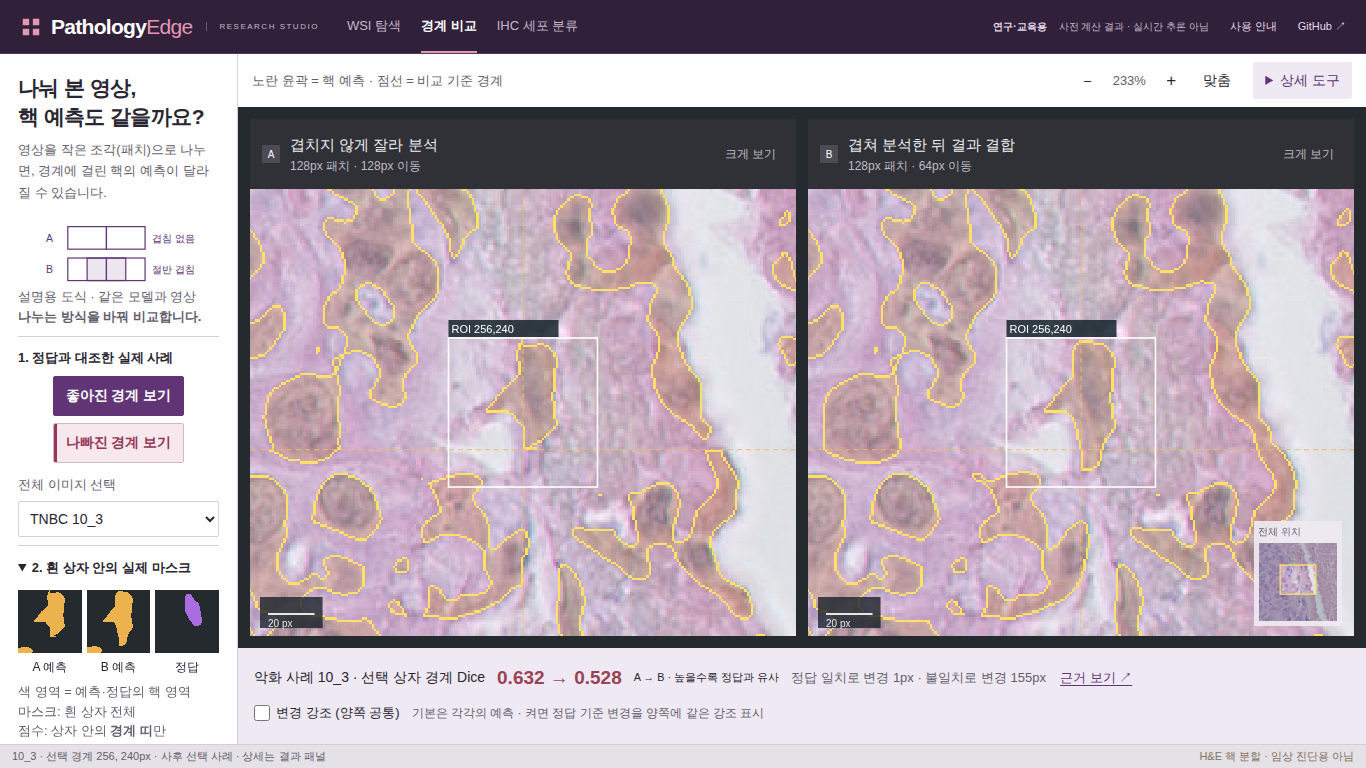 PathologyEdge | RESEARCH STUDIO WSI 탐색 경계 비교 IHC 세포 분류 연구·교육용 사전 계산 결과 · 실시간 추론 아님 사용 안내 GitHub ↗
나눠 본 영상,
핵 예측도 같을까요?
영상을 작은 조각(패치)으로 나누
면, 경계에 걸린 핵의 예측이 달라
질 수 있습니다.
A 겹침 없음
B 절반 겹침
설명용 도식 · 같은 모델과 영상
나누는 방식을 바꿔 비교합니다.
1. 정답과 대조한 실제 사례
좋아진 경계 보기
나빠진 경계 보기
전체 이미지 선택
TNBC 10_3
▼ 2. 흰 상자 안의 실제 마스크
A 예측 B 예측 정답
색 영역 = 예측·정답의 핵 영역
마스크: 흰 상자 전체
점수: 상자 안의 경계 띠만
노란 윤곽 = 핵 예측 · 점선 = 비교 기준 경계 − 233% + 맞춤 ▶ 상세 도구
A 겹치지 않게 잘라 분석 크게 보기
128px 패치 · 128px 이동
ROI 256,240
20 px
B 겹쳐 분석한 뒤 결과 결합 크게 보기
128px 패치 · 64px 이동
ROI 256,240
전체 위치
20 px
악화 사례 10_3 · 선택 상자 경계 Dice 0.632 → 0.528 A → B · 높을수록 정답과 유사 정답 일치로 변경 1px · 불일치로 변경 155px 근거 보기 ↗
변경 강조 (양쪽 공통) 기본은 각각의 예측 · 켜면 정답 기준 변경을 양쪽에 같은 강조 표시
10_3 · 선택 경계 256, 240px · 사후 선택 사례 · 상세는 결과 패널 H&E 핵 분할 · 임상 진단용 아님